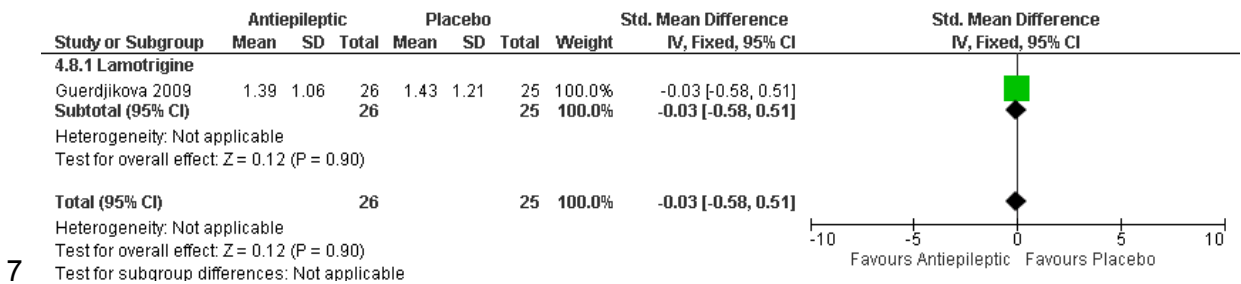 Antiepileptic Placebo Std. Mean Difference Std. Mean Difference
Study or Subgroup Mean SD Total Mean SD Total Weight IV, Fixed, 95% CI IV, Fixed, 95% CI
4.8.1 Lamotrigine
Guerdjikova 2009 1.39 1.06 26 1.43 1.21 25 100.0% -0.03 [-0.58, 0.51]
Subtotal (95% CI) 26 25 100.0% -0.03 [-0.58, 0.51]
Heterogeneity: Not applicable
Test for overall effect: Z = 0.12 (P = 0.90)
Total (95% CI) 26 25 100.0% -0.03 [-0.58, 0.51]
Heterogeneity: Not applicable
-10 -5 0 5 10
Test for overall effect: Z = 0.12 (P = 0.90)
Favours Antiepileptic Favours Placebo
7 Test for subgroup differences: Not applicable